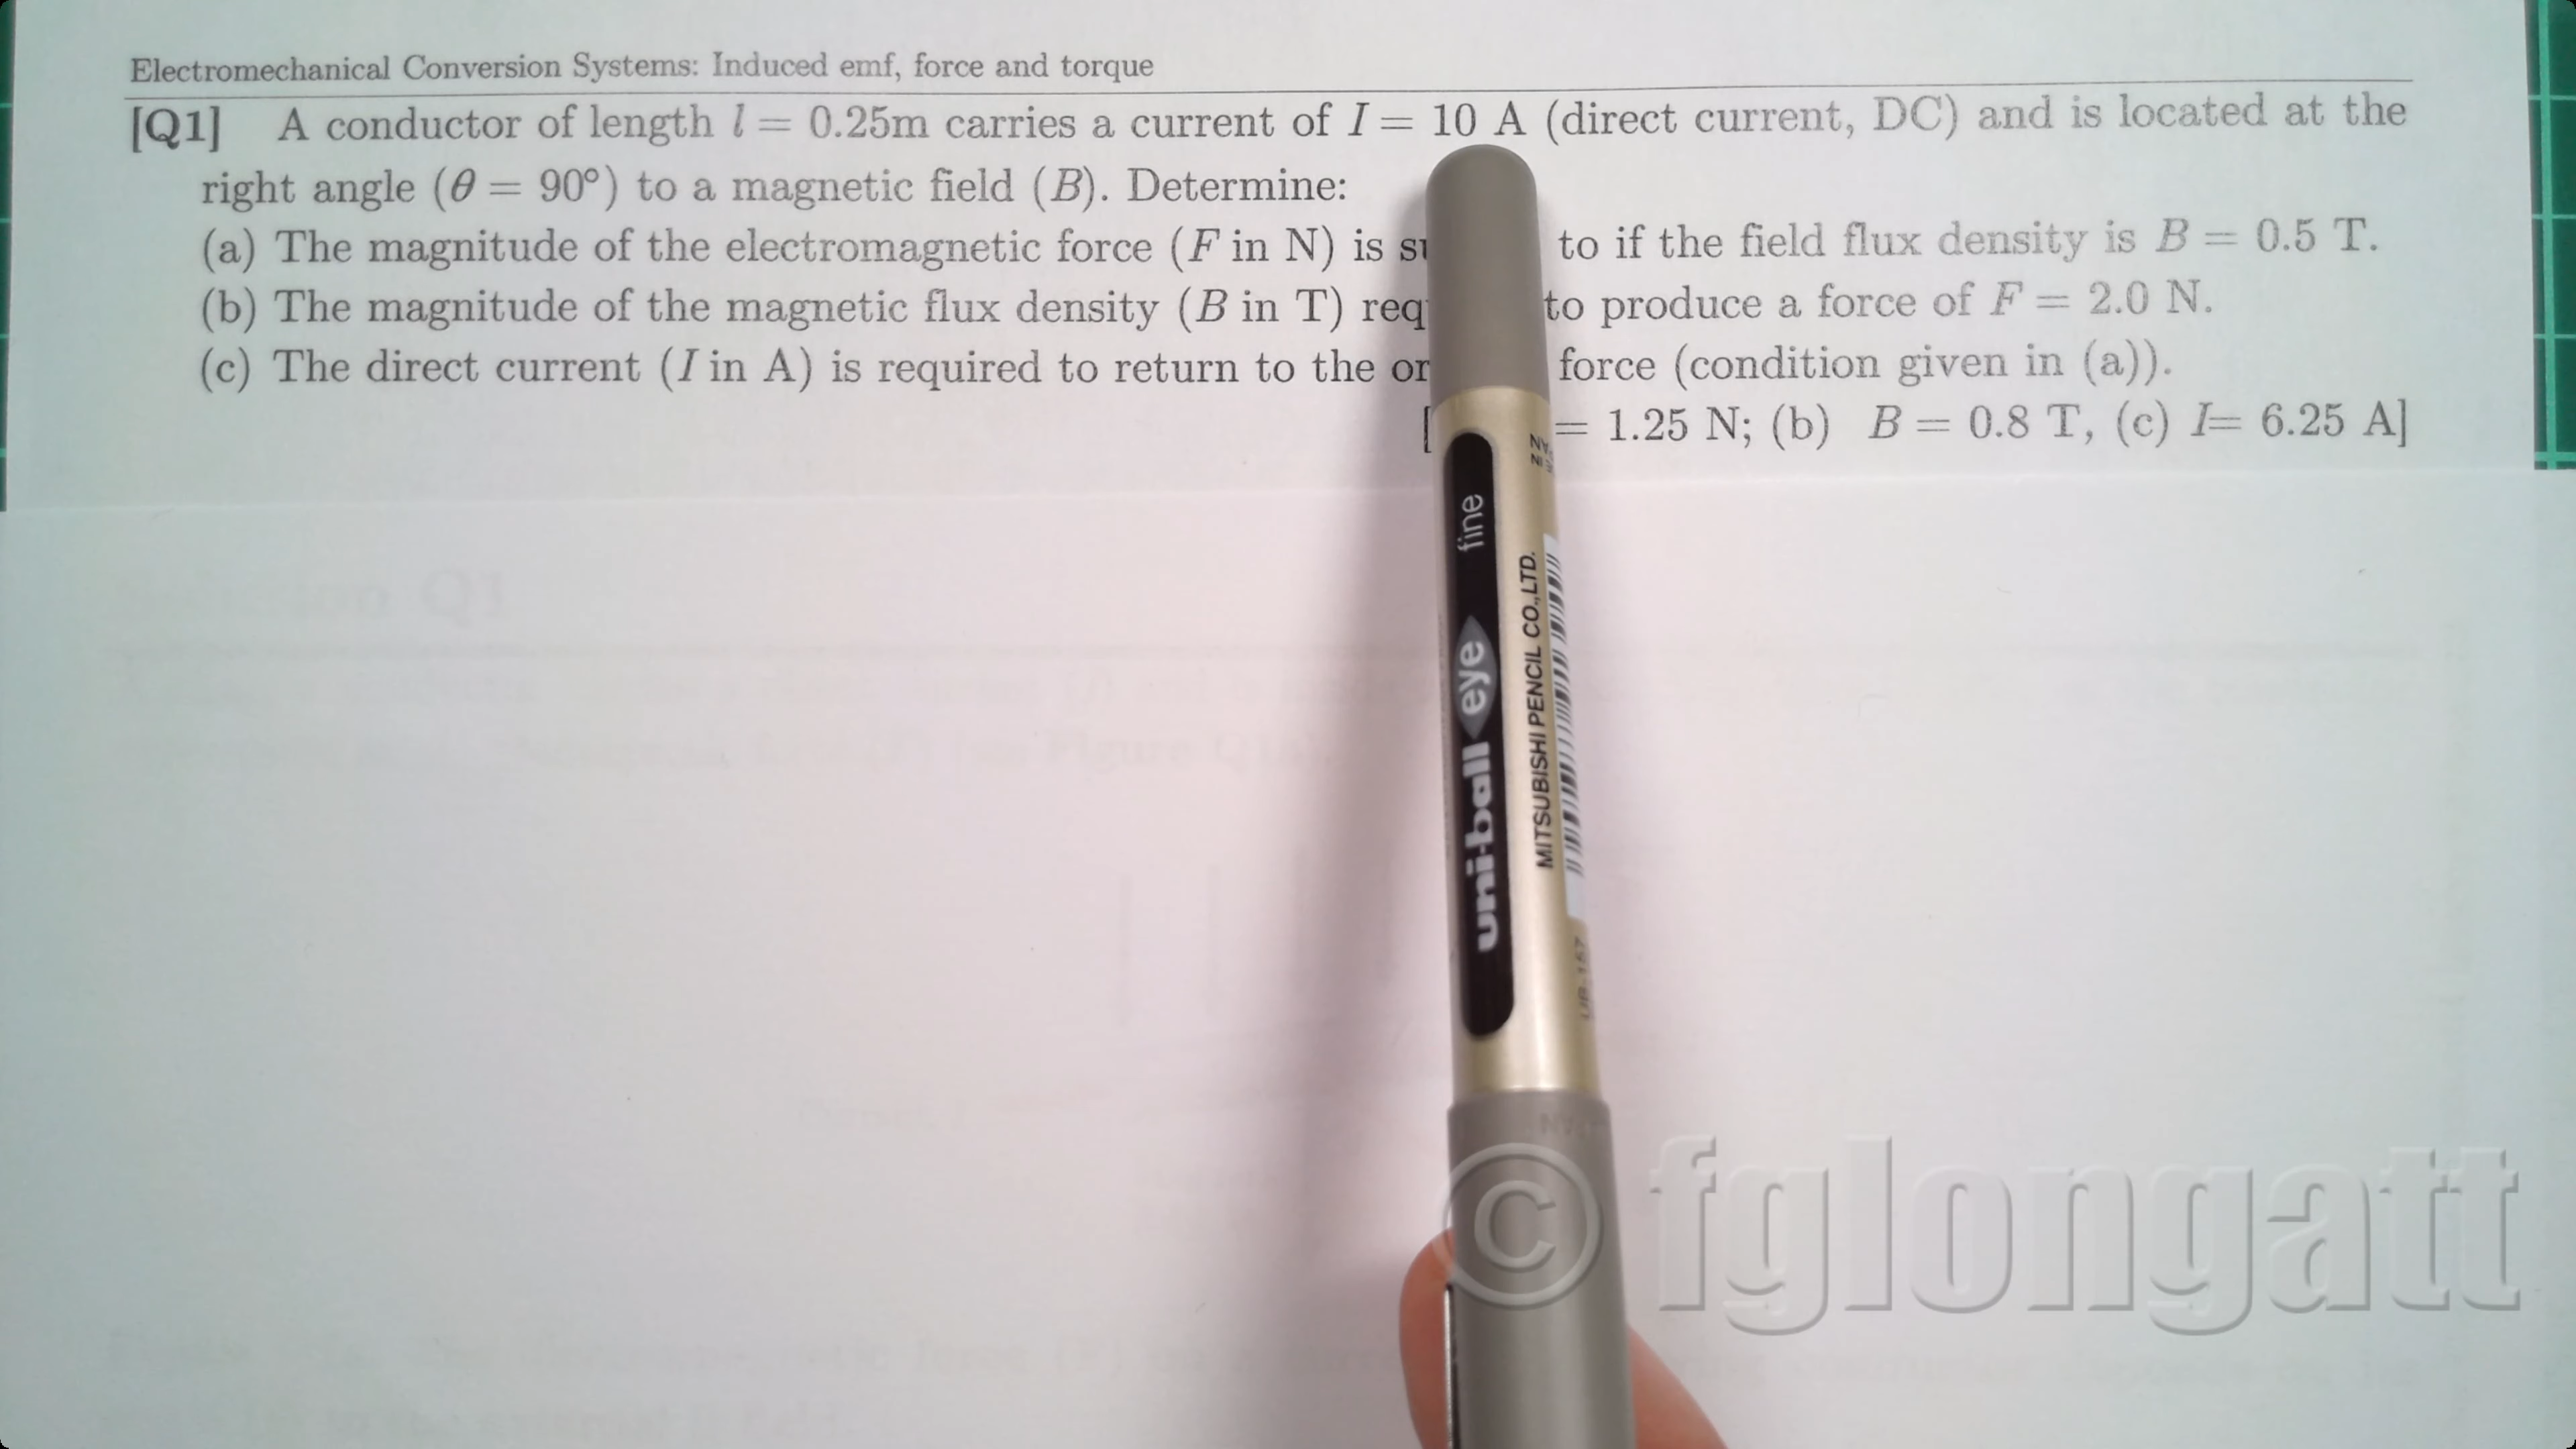 Electromechanical Conversion Systems: Induced emf, force and torque
[Q1] A conductor of length l = 0.25m carries a current of I = 10 A (direct current, DC) and is located at the
right angle (θ = 90°) to a magnetic field (B). Determine:
(a) The magnitude of the electromagnetic force (F in N) is to if the field flux density is B = 0.5 T.
(b) The magnitude of the magnetic flux density (B in T) to produce a force of F = 2.0 N.
(c) The direct current (I in A) is required to return to the force (condition given in (a)).
[ = 1.25 N; (b) B = 0.8 T, (c) I= 6.25 A]
uni-ball eye fine
MITSUBISHI PENCIL CO.,LTD.
UB-157
© fglongatt